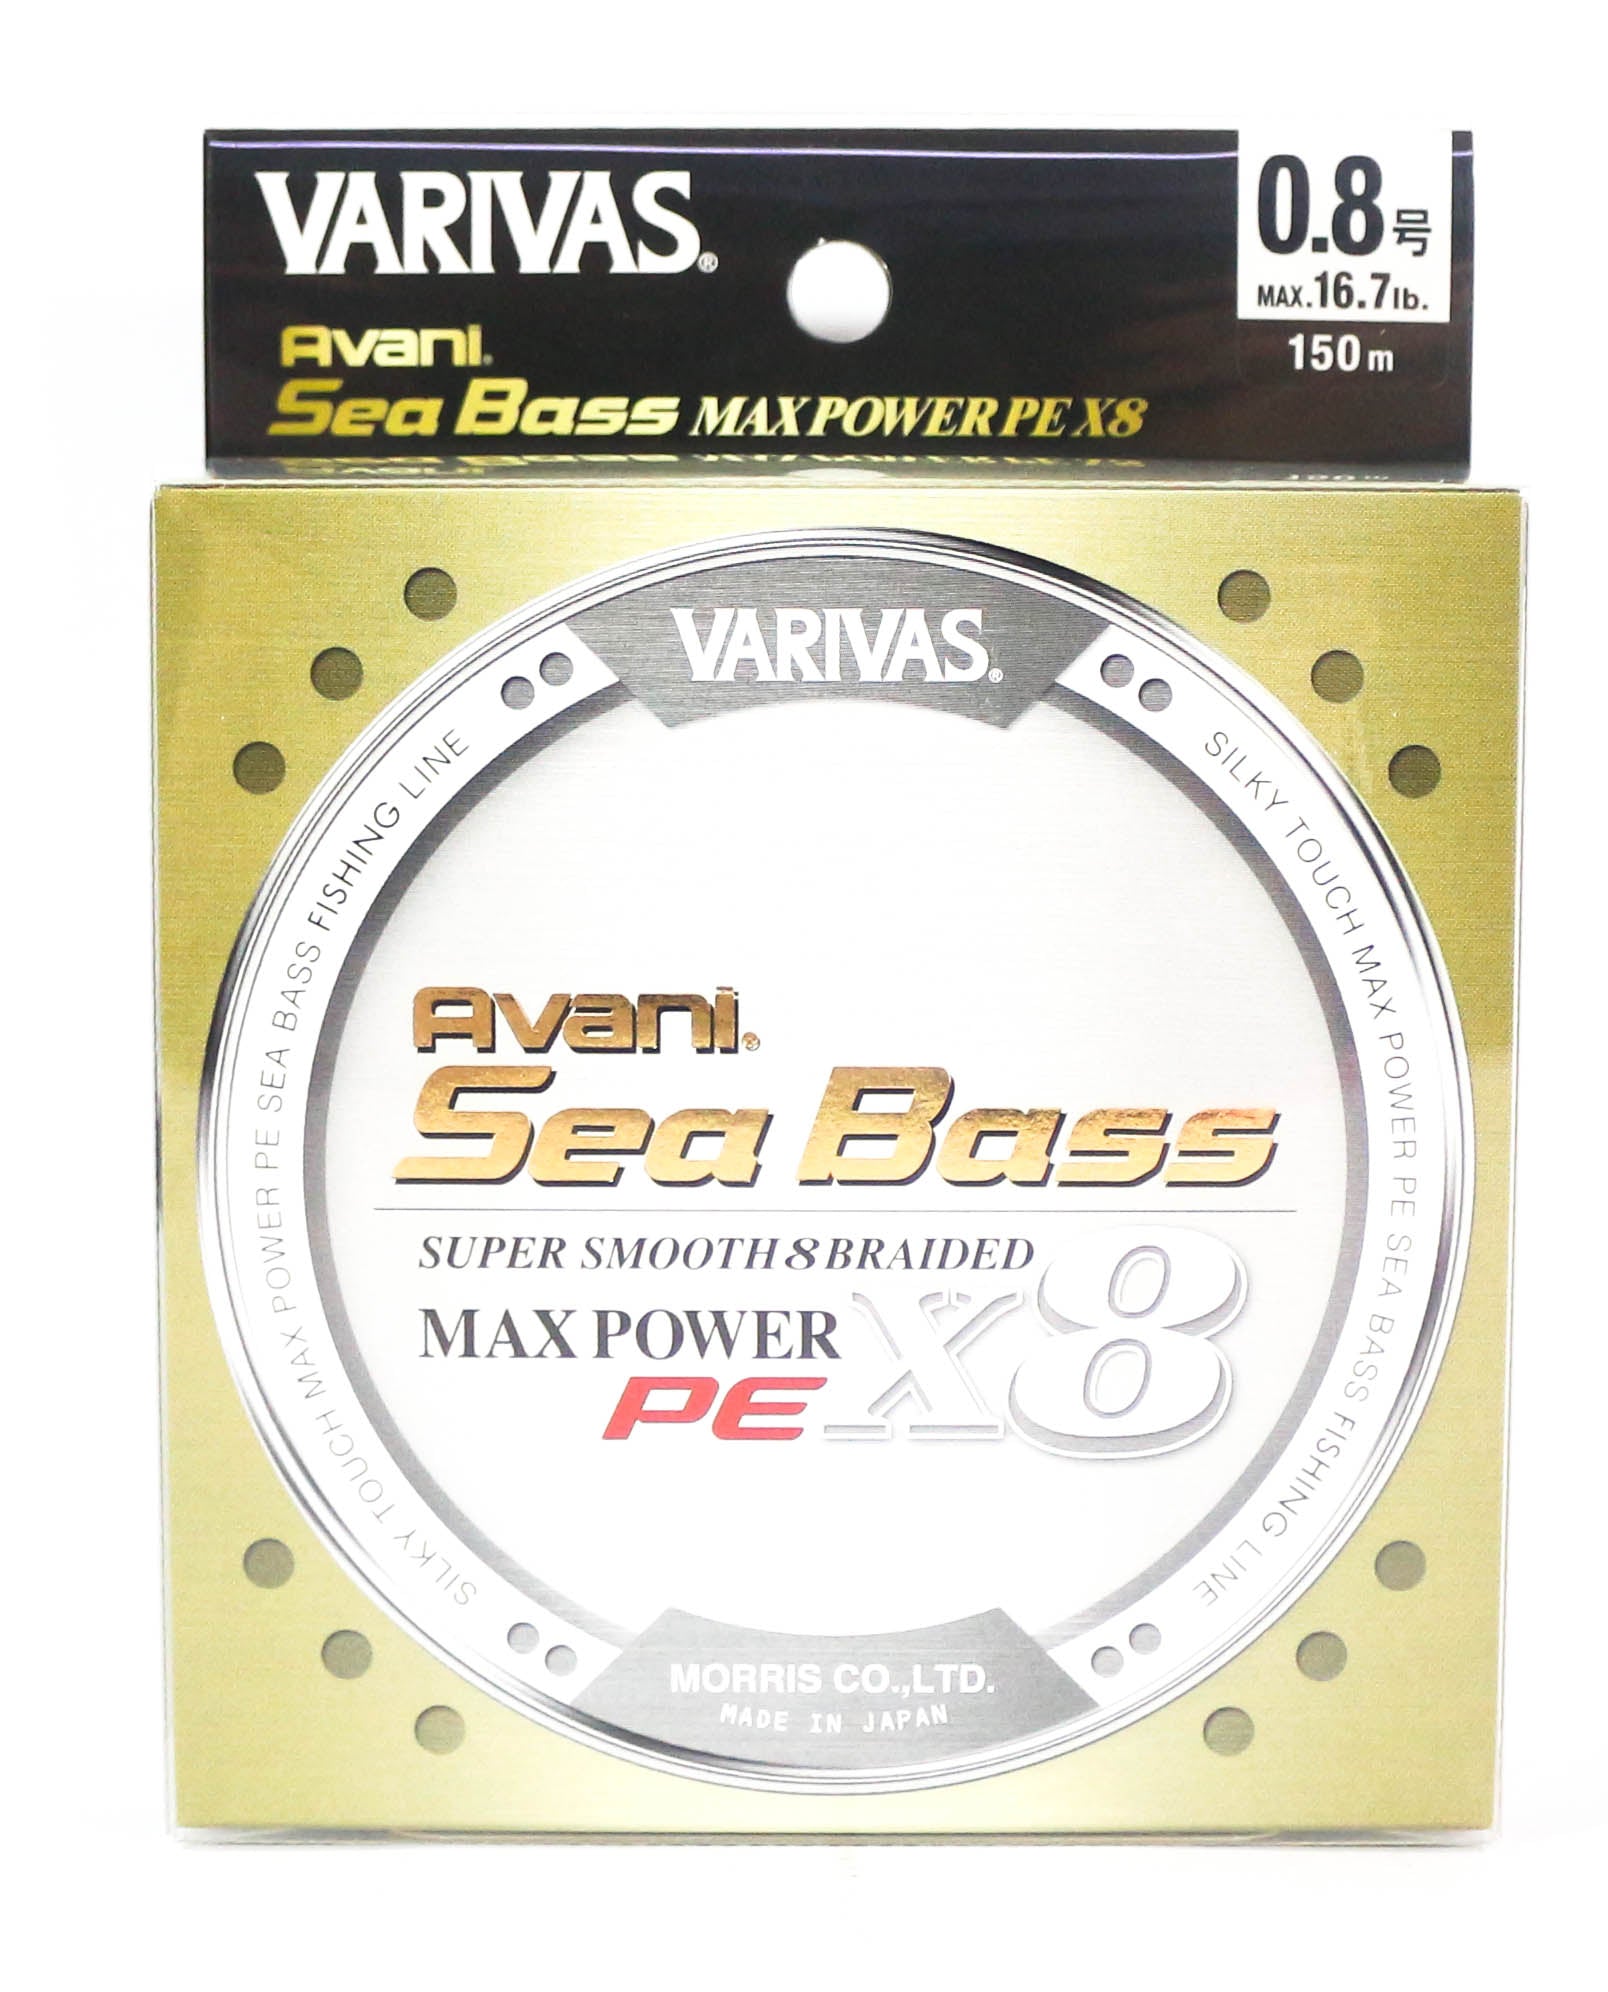 VARIVAS®
Avani®
Sea Bass MAX POWER PE X8
0.8号
MAX.16.7lb.
150m
VARIVAS®
SILKY TOUCH MAX POWER PE SEA BASS FISHING LINE
SILKY TOUCH MAX POWER PE SEA BASS FISHING LINE
Avani®
Sea Bass
SUPER SMOOTH 8 BRAIDED
MAX POWER
PE X8
MORRIS CO.,LTD.
MADE IN JAPAN